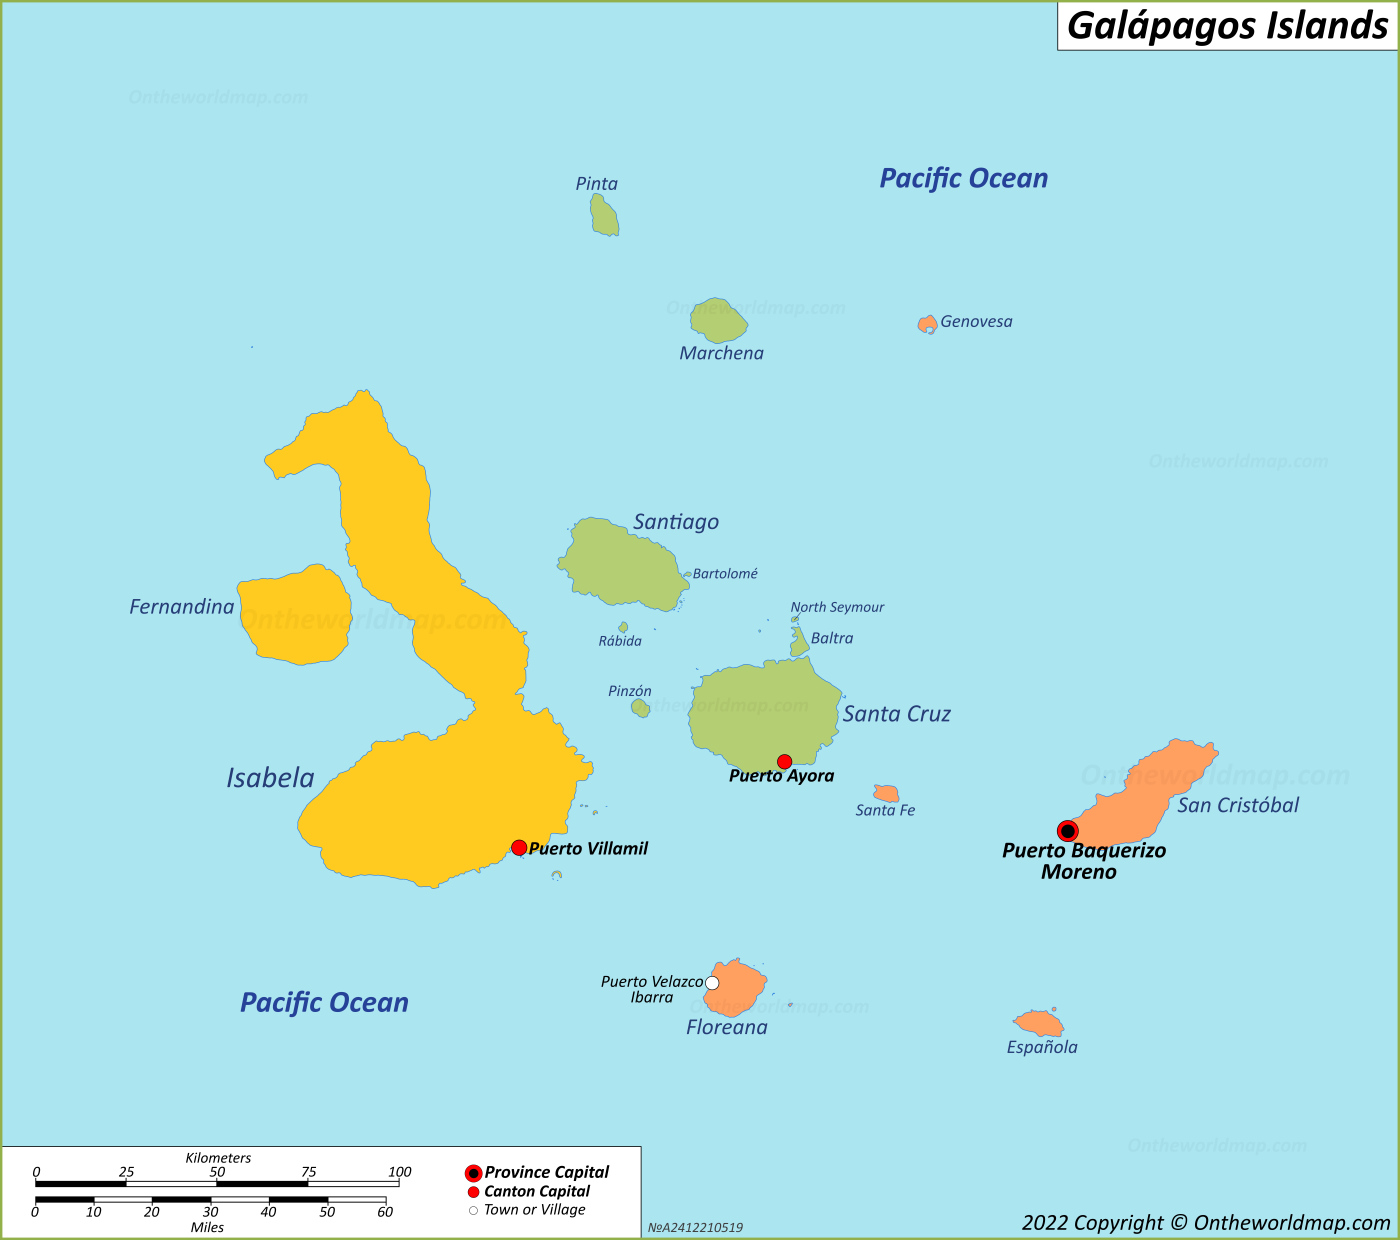 Galápagos Islands
Ontheworldmap.com
Pacific Ocean
Pinta
Ontheworldmap.com
Genovesa
Marchena
Ontheworldmap.com
Santiago
Bartolomé
Fernandina
North Seymour
Ontheworldmap.com
Baltra
Rábida
Pinzón
Ontheworldmap.com
Santa Cruz
Isabela
Puerto Ayora
Ontheworldmap.com
San Cristóbal
Santa Fe
Puerto Villamil
Puerto Baquerizo
Moreno
Puerto Velazco
Ibarra
Pacific Ocean
Ontheworldmap.com
Floreana
Española
Ontheworldmap.com
Kilometers
0 25 50 75 100
0 10 20 30 40 50 60
Miles
Province Capital
Canton Capital
Town or Village
№A2412210519
2022 Copyright © Ontheworldmap.com